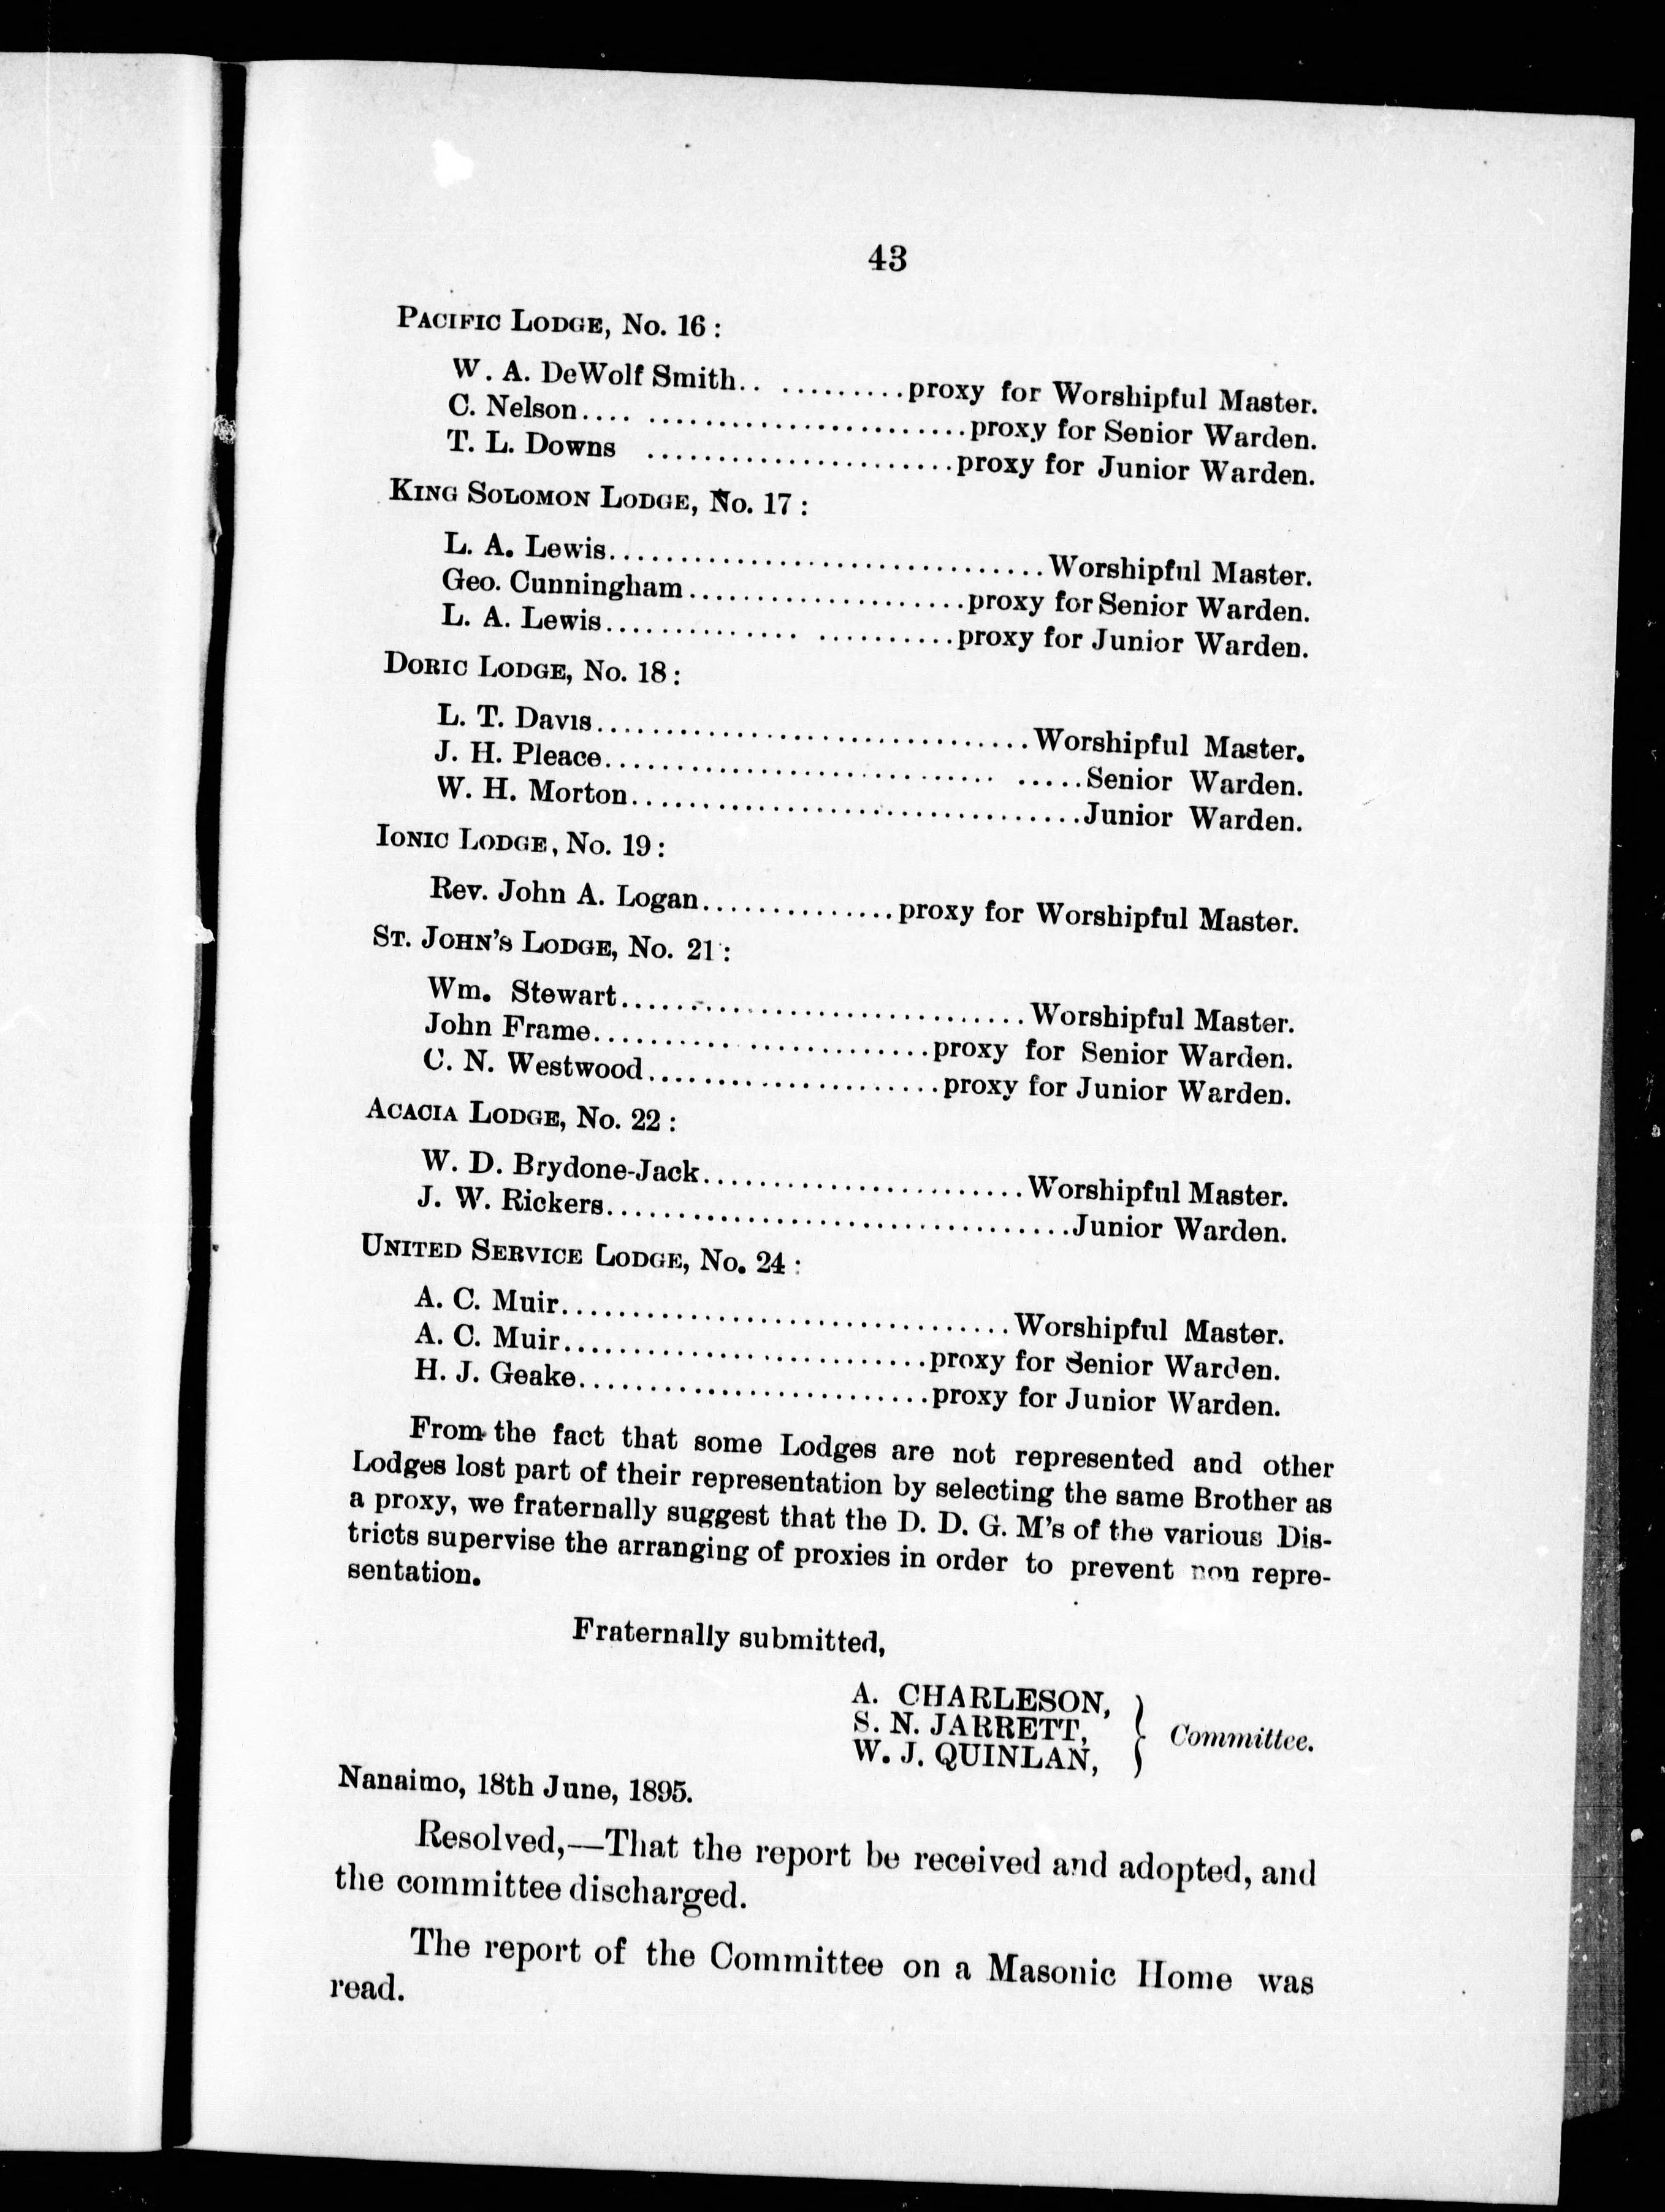 43
PACIFIC LODGE, No. 16 :
W. A. DeWolf Smith.. ..........proxy for Worshipful Master.
C. Nelson.... .......................proxy for Senior Warden.
T. L. Downs ......................proxy for Junior Warden.
KING SOLOMON LODGE, No. 17 :
L. A. Lewis...............................Worshipful Master.
Geo. Cunningham....................proxy for Senior Warden.
L. A. Lewis.............. ..........proxy for Junior Warden.
DORIC LODGE, No. 18 :
L. T. Davis...............................Worshipful Master.
J. H. Pleace............................ .....Senior Warden.
W. H. Morton................................Junior Warden.
IONIC LODGE, No. 19 :
Rev. John A. Logan..............proxy for Worshipful Master.
ST. JOHN'S LODGE, No. 21 :
Wm. Stewart.............................Worshipful Master.
John Frame.......... .............proxy for Senior Warden.
C. N. Westwood.....................proxy for Junior Warden.
ACACIA LODGE, No. 22 :
W. D. Brydone-Jack.......................Worshipful Master.
J. W. Rickers.................................Junior Warden.
UNITED SERVICE LODGE, No. 24 :
A. C. Muir................................Worshipful Master.
A. C. Muir..........................proxy for Senior Warden.
H. J. Geake.........................proxy for Junior Warden.
From the fact that some Lodges are not represented and other
Lodges lost part of their representation by selecting the same Brother as
a proxy, we fraternally suggest that the D. D. G. M's of the various Dis-
tricts supervise the arranging of proxies in order to prevent non repre-
sentation.
Fraternally submitted,
A. CHARLESON,
S. N. JARRETT, } Committee.
W. J. QUINLAN,
Nanaimo, 18th June, 1895.
Resolved,—That the report be received and adopted, and
the committee discharged.
The report of the Committee on a Masonic Home was
read.